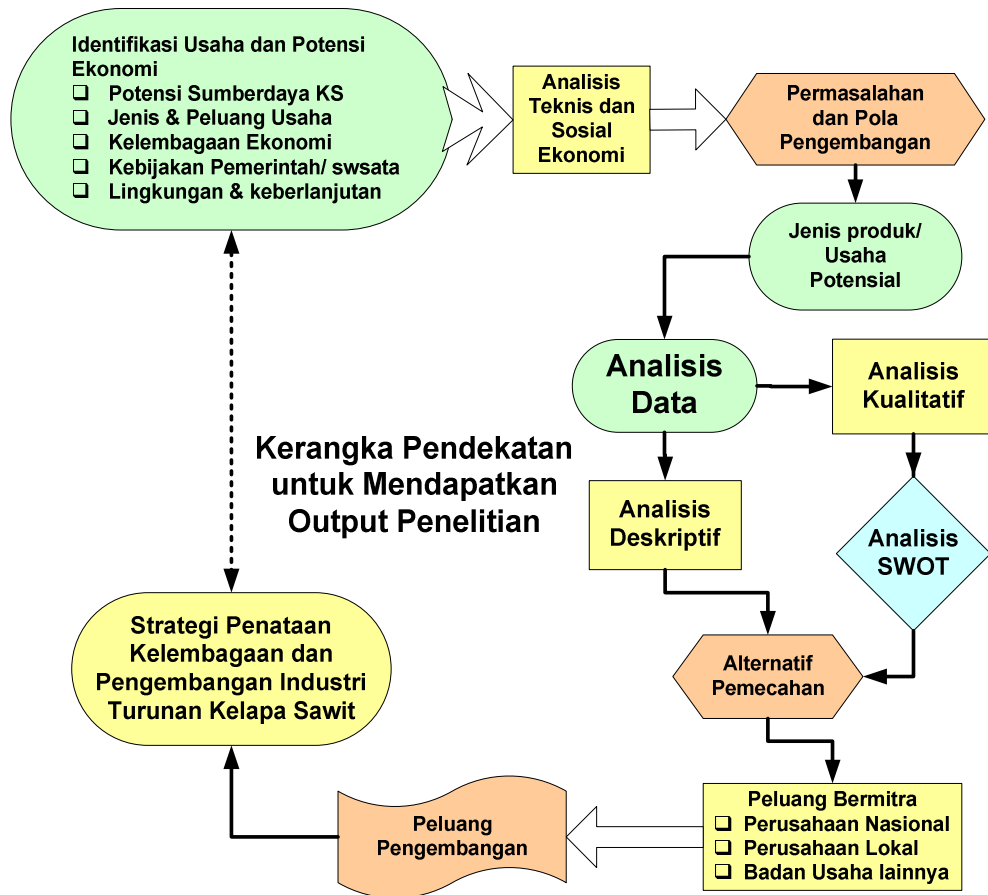 Identifikasi Usaha dan Potensi
Ekonomi
❑ Potensi Sumberdaya KS
❑ Jenis & Peluang Usaha
❑ Kelembagaan Ekonomi
❑ Kebijakan Pemerintah/ swsata
❑ Lingkungan & keberlanjutan
Analisis
Teknis dan
Sosial
Ekonomi
Permasalahan
dan Pola
Pengembangan
Jenis produk/
Usaha
Potensial
Analisis
Data
Analisis
Kualitatif
Kerangka Pendekatan
untuk Mendapatkan
Output Penelitian
Analisis
Deskriptif
Analisis
SWOT
Strategi Penataan
Kelembagaan dan
Pengembangan Industri
Turunan Kelapa Sawit
Alternatif
Pemecahan
Peluang Bermitra
❑ Perusahaan Nasional
❑ Perusahaan Lokal
❑ Badan Usaha lainnya
Peluang
Pengembangan